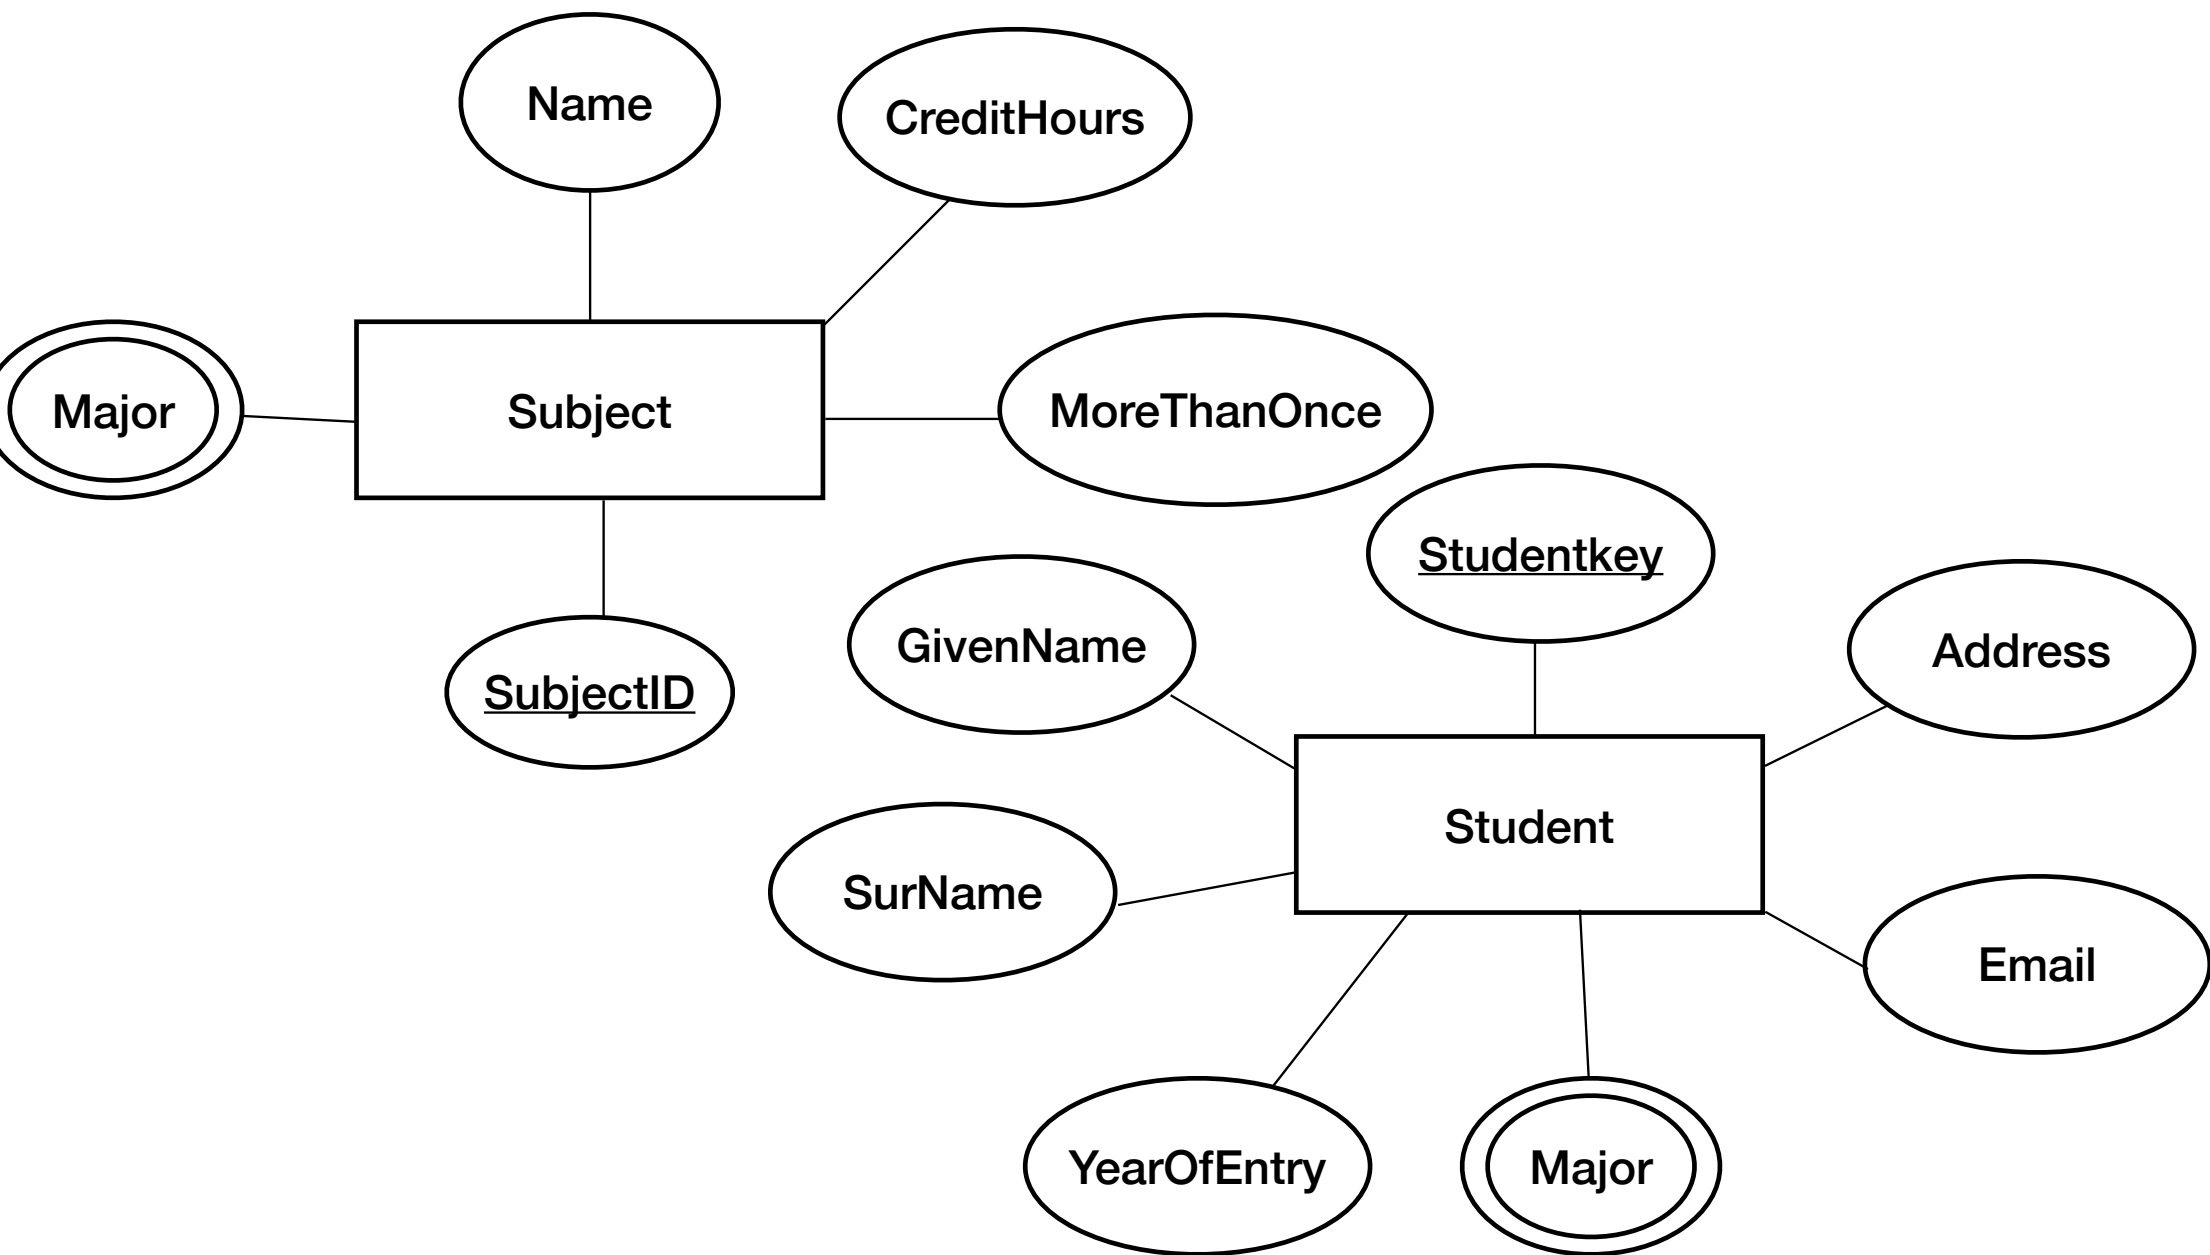 Name
CreditHours
Major
Subject
MoreThanOnce
SubjectID
Studentkey
GivenName
Address
Student
SurName
Email
YearOfEntry
Major